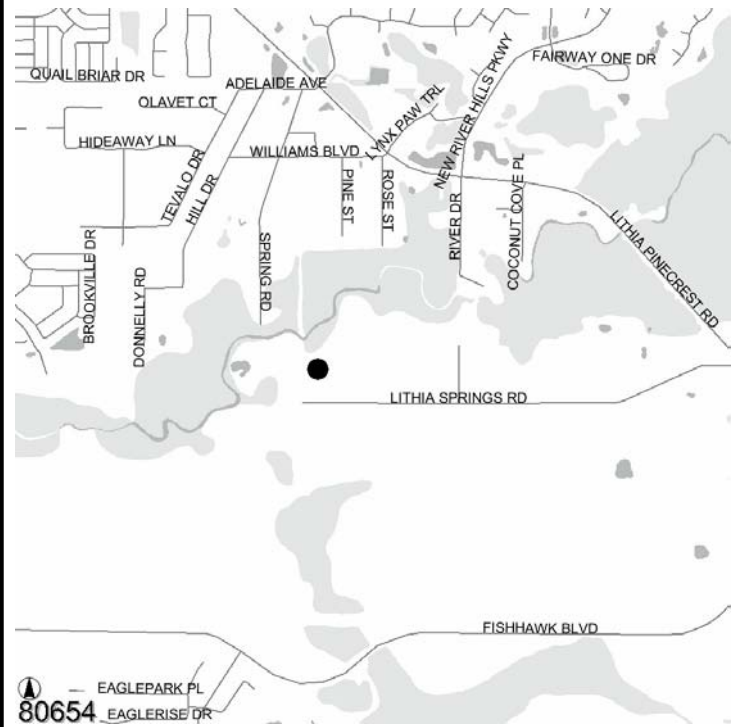 FAIRWAY ONE DR
QUAIL BRIAR DR
ADELAIDE AVE
NEW RIVER HILLS PKWY
OLAVET CT
LYNX PAW TRL
HIDEAWAY LN
WILLIAMS BLVD
TEVALO DR
HILL DR
PINE ST
ROSE ST
COCONUT COVE PL
RIVER DR
LITHIA PINECREST RD
SPRING RD
BROOKVILLE DR
DONNELLY RD
LITHIA SPRINGS RD
FISHHAWK BLVD
EAGLEPARK PL
80654
EAGLERISE DR